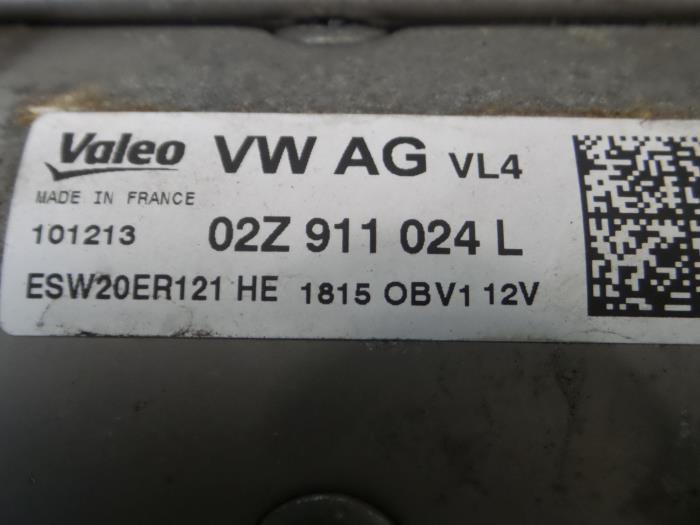 Valeo VW AG VL4
MADE IN FRANCE
101213 02Z 911 024 L
ESW20ER121 HE 1815 OBV1 12V